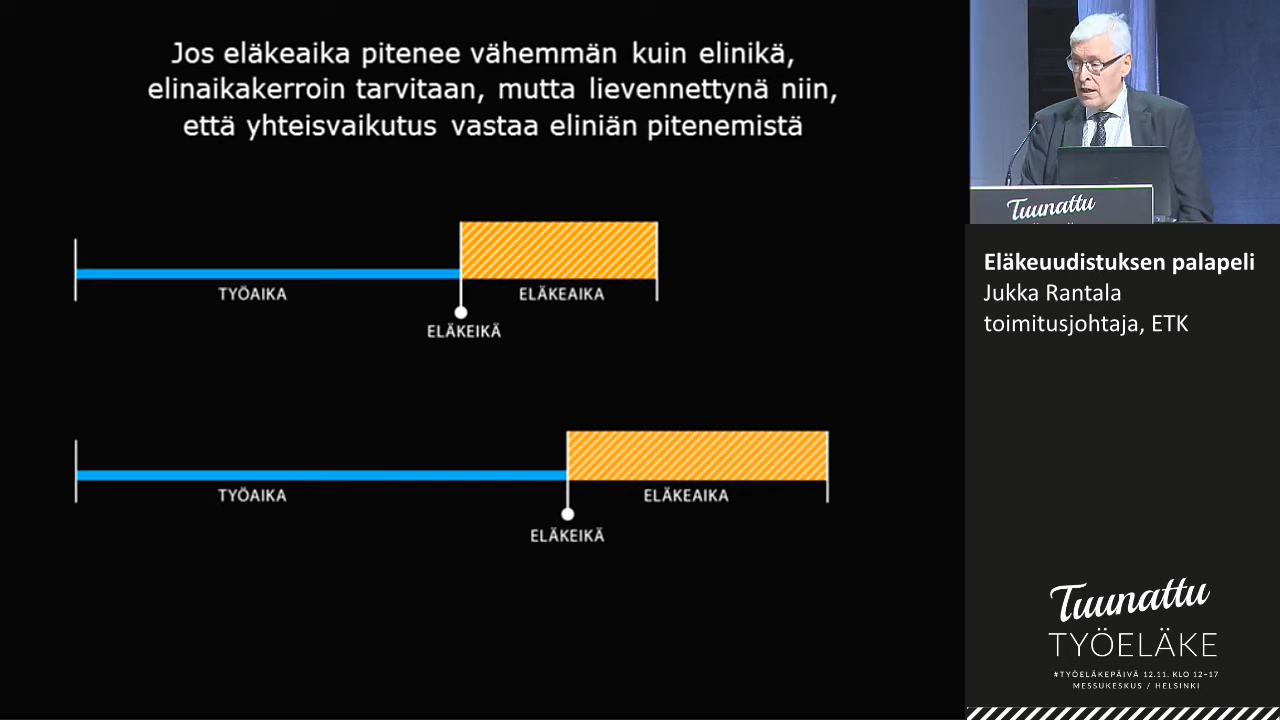 Jos eläkeaika pitenee vähemmän kuin elinikä,
elinaikakerroin tarvitaan, mutta lievennettynä niin,
että yhteisvaikutus vastaa eliniän pitenemistä
TYÖAIKA
ELÄKEAIKA
ELÄKEIKÄ
TYÖAIKA
ELÄKEAIKA
ELÄKEIKÄ
Tuunattu
Eläkeuudistuksen palapeli
Jukka Rantala
toimitusjohtaja, ETK
Tuunattu
TYÖELÄKE
#TYÖELÄKEPÄIVÄ 12.11. KLO 12–17
MESSUKESKUS / HELSINKI